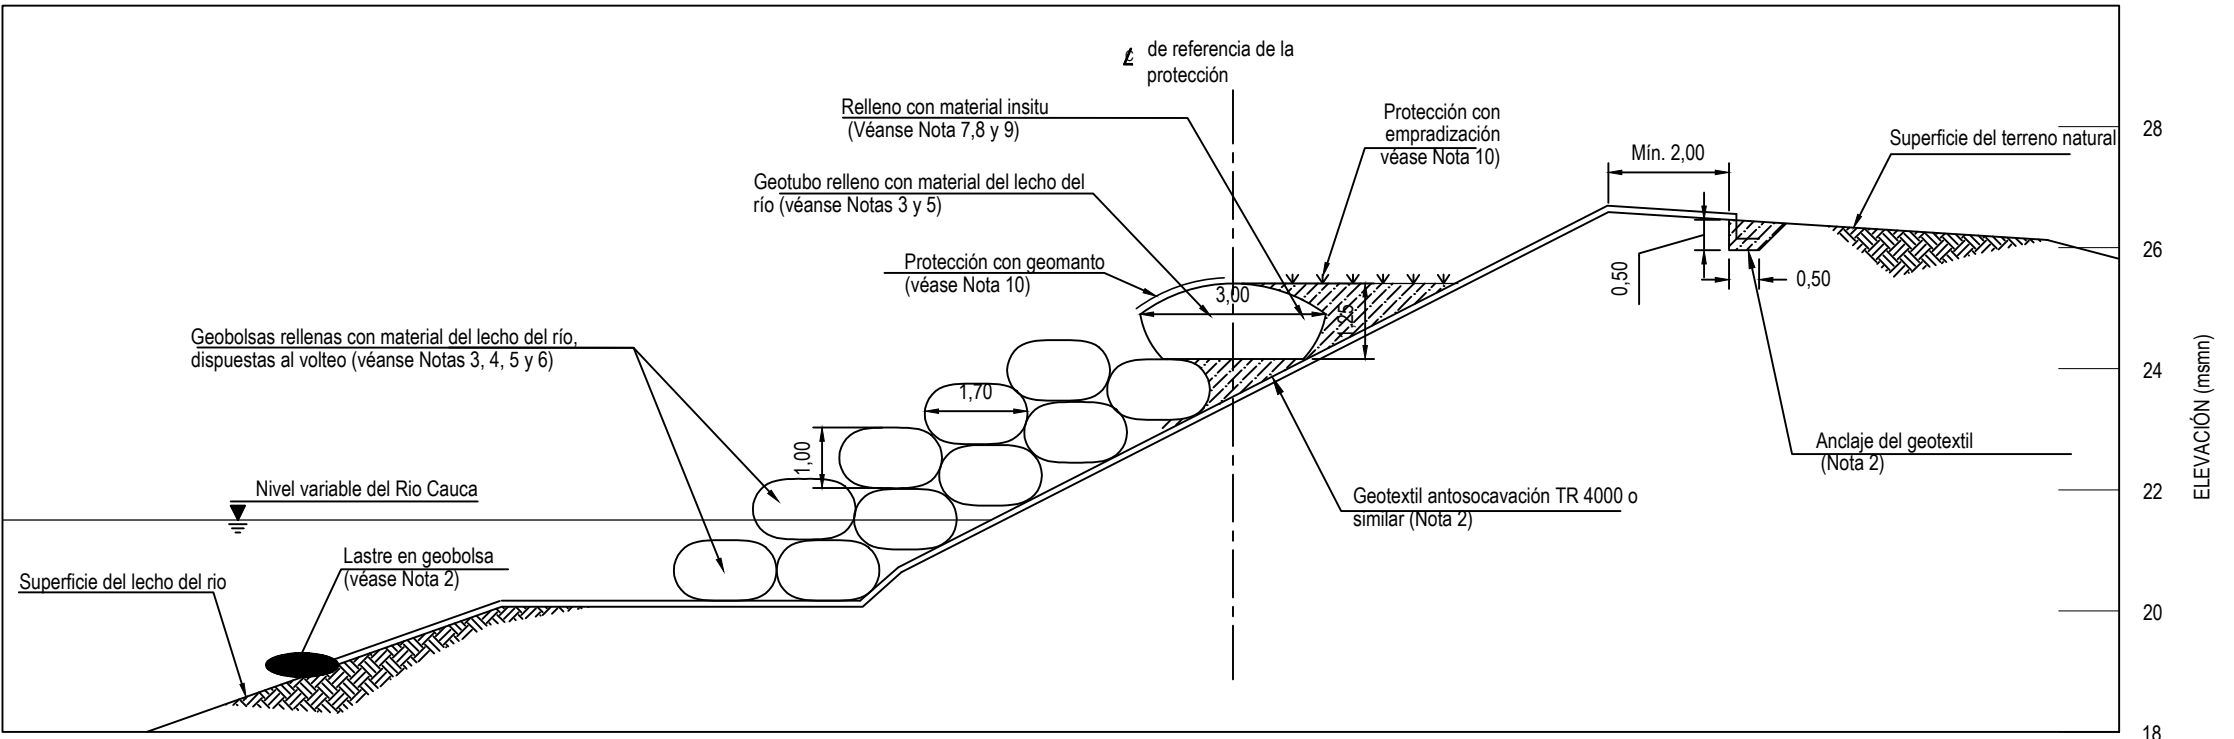 ℄ de referencia de la
protección
Relleno con material insitu
(Véanse Nota 7,8 y 9)
Protección con
empradización
véase Nota 10)
Superficie del terreno natural
28
Mín. 2,00
Geotubo relleno con material del lecho del
río (véanse Notas 3 y 5)
26
Protección con geomanto
(véase Nota 10)
0,50
0,50
3,00
1,25
Geobolsas rellenas con material del lecho del río,
dispuestas al volteo (véanse Notas 3, 4, 5 y 6)
24
ELEVACIÓN (msmn)
1,70
1,00
Anclaje del geotextil
(Nota 2)
Nivel variable del Rio Cauca
22
Geotextil antosocavación TR 4000 o
similar (Nota 2)
Lastre en geobolsa
(véase Nota 2)
Superficie del lecho del rio
20
18